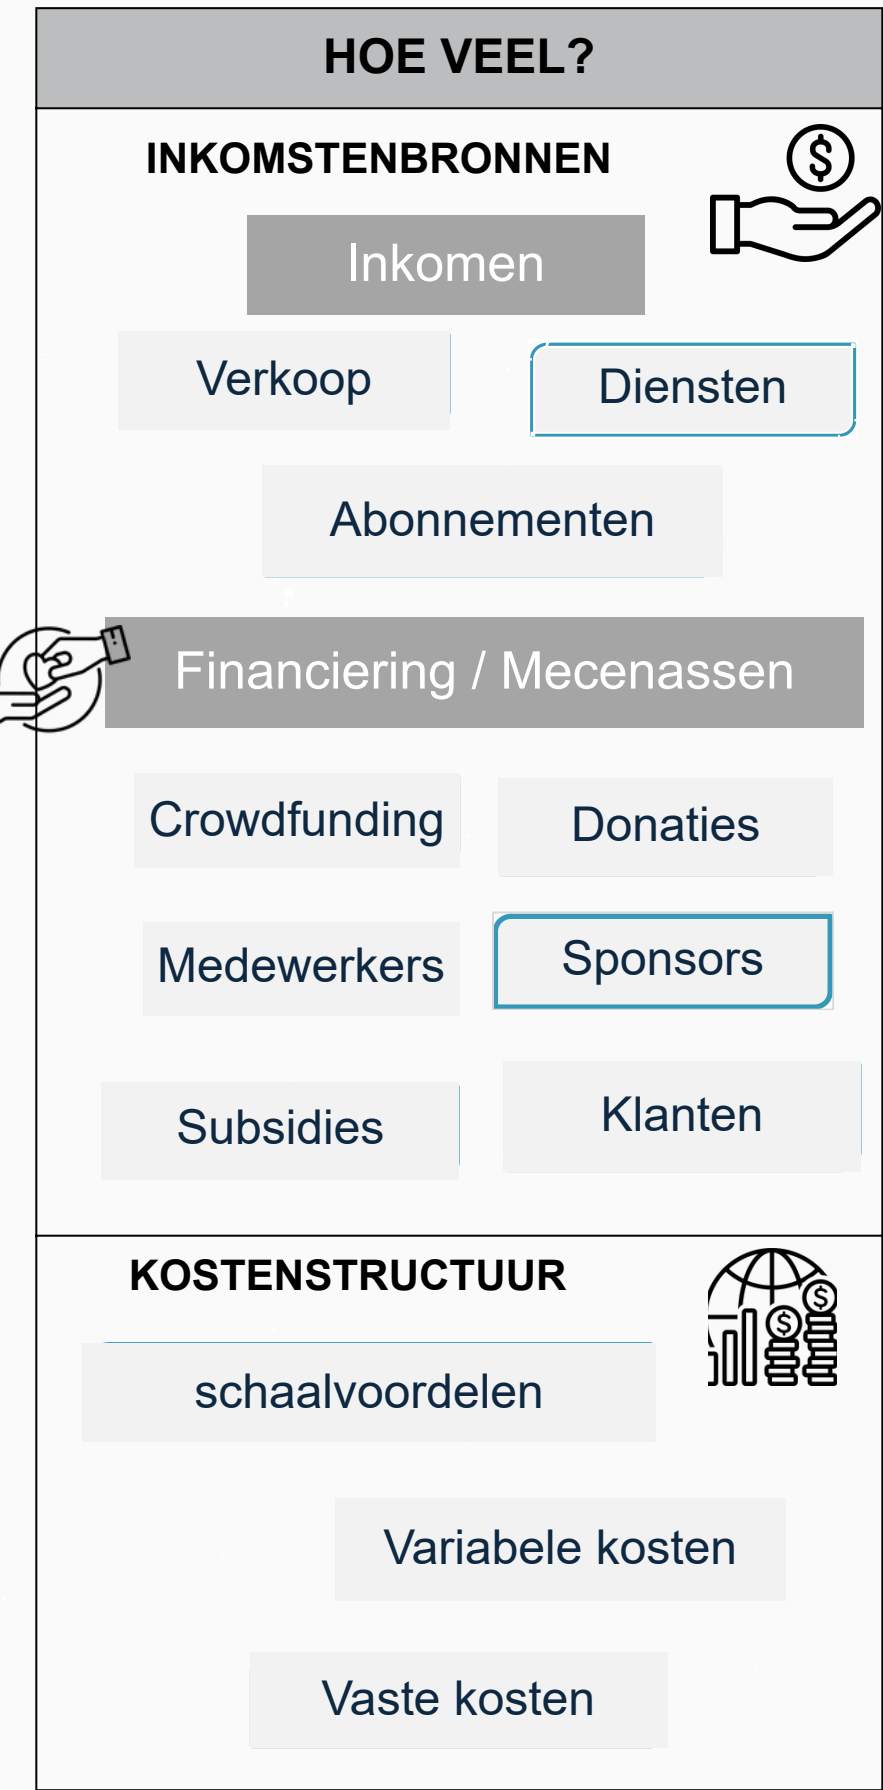 HOE VEEL?
INKOMSTENBRONNEN
Inkomen
Verkoop
Diensten
Abonnementen
Financiering / Mecenassen
Crowdfunding
Donaties
Medewerkers
Sponsors
Subsidies
Klanten
KOSTENSTRUCTUUR
schaalvoordelen
Variabele kosten
Vaste kosten